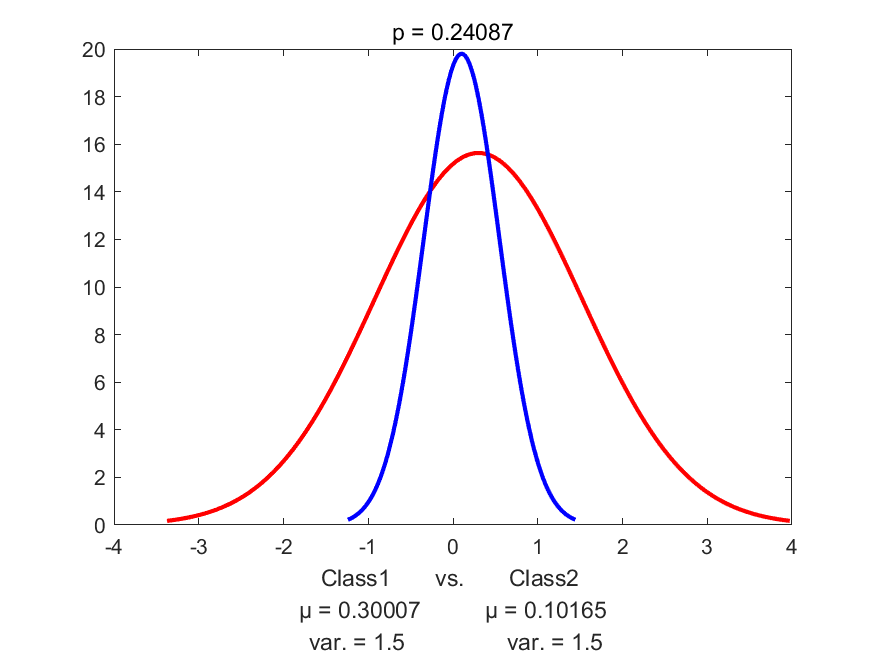 p = 0.24087
20
18
16
14
12
10
8
6
4
2
0
-4 -3 -2 -1 0 1 2 3 4
Class1 vs. Class2
μ = 0.30007 μ = 0.10165
var. = 1.5 var. = 1.5